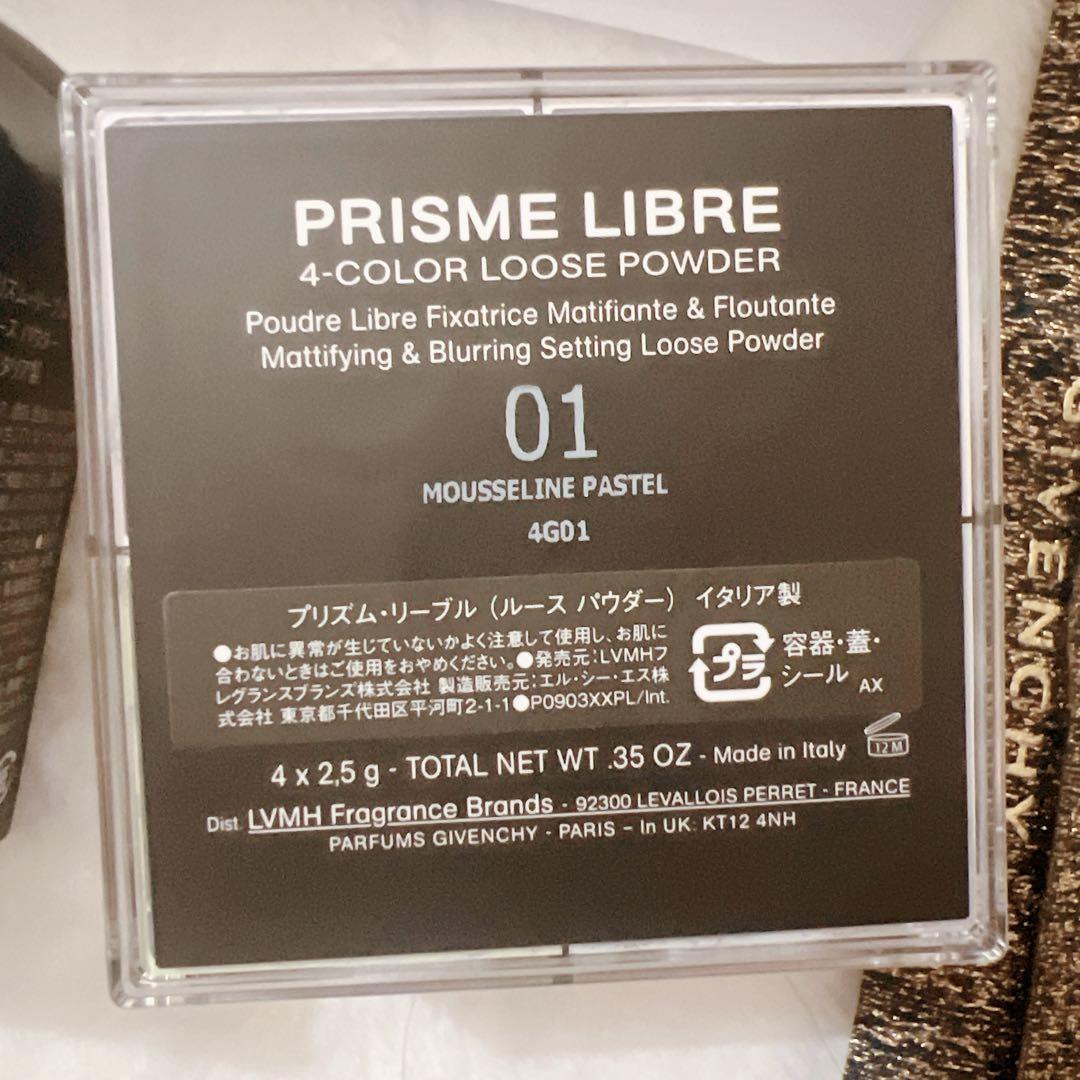 PRISME LIBRE
4-COLOR LOOSE POWDER
Poudre Libre Fixatrice Matifiante & Floutante
Mattifying & Blurring Setting Loose Powder
01
MOUSSELINE PASTEL
4G01
プリズム・リーブル（ルース パウダー） イタリア製
●お肌に異常が生じていないかよく注意して使用し、お肌に
合わないときはご使用をおやめください。●発売元：LVMHフ
レグランスブランズ株式会社 製造販売元：エル・シー・エス株
式会社 東京都千代田区平河町2-1-1●P0903XXPL/Int.
プラ
容器・蓋・
シール
AX
4 x 2,5 g - TOTAL NET WT .35 OZ - Made in Italy
12 M
Dist. LVMH Fragrance Brands - 92300 LEVALLOIS PERRET - FRANCE
PARFUMS GIVENCHY - PARIS – In UK: KT12 4NH
GIVENCHY